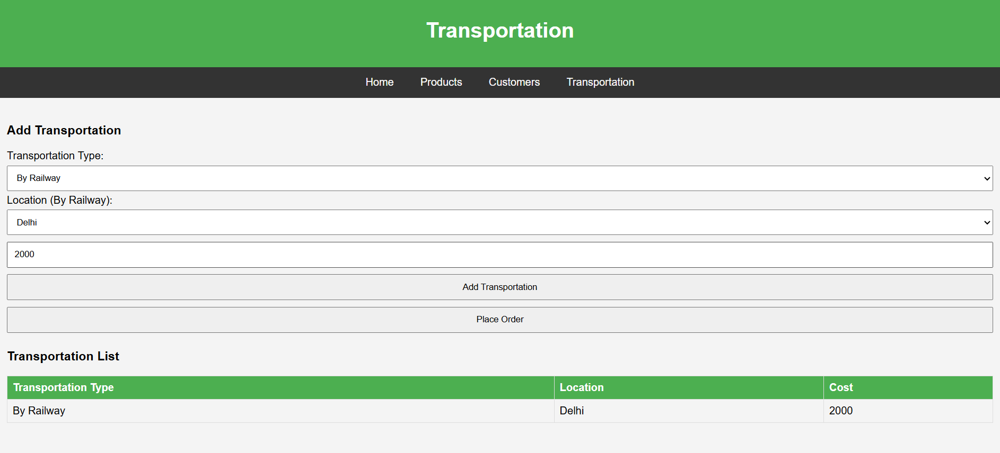 Transportation
Home Products Customers Transportation
Add Transportation
Transportation Type:
By Railway
Location (By Railway):
Delhi
2000
Add Transportation
Place Order
Transportation List
Transportation Type Location Cost
By Railway Delhi 2000